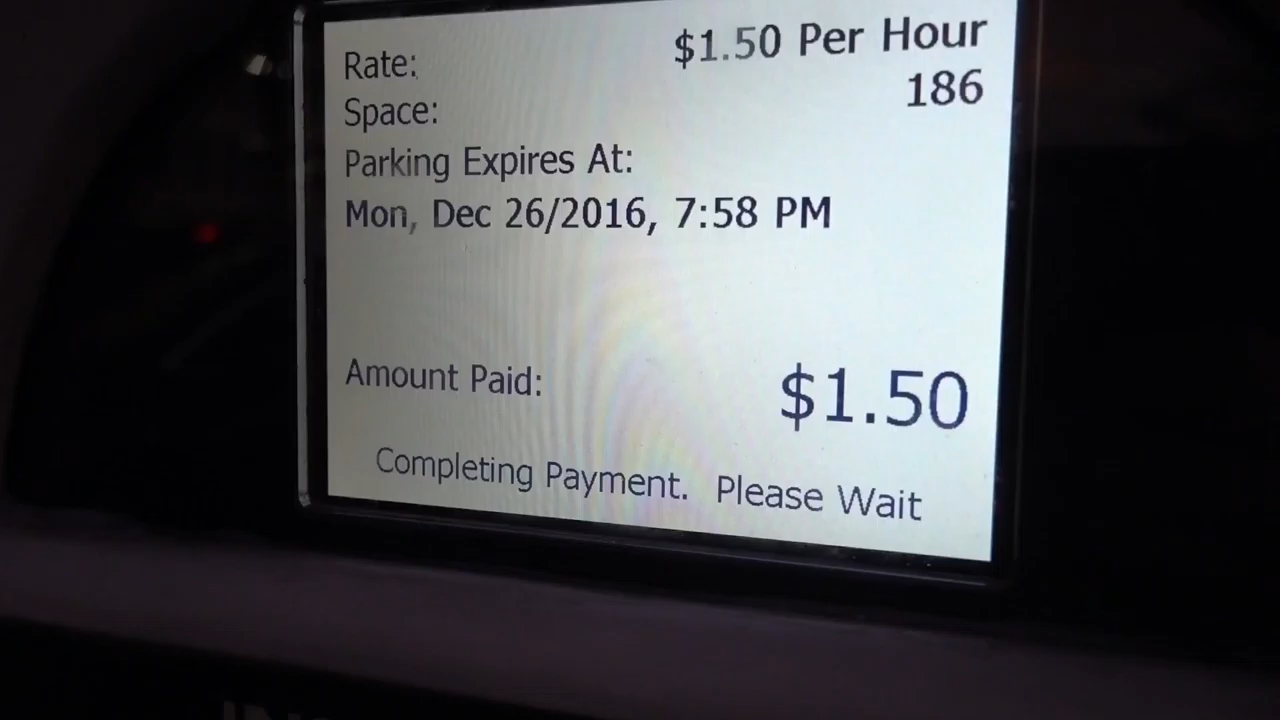 Rate: $1.50 Per Hour
Space: 186
Parking Expires At:
Mon, Dec 26/2016, 7:58 PM
Amount Paid: $1.50
Completing Payment. Please Wait